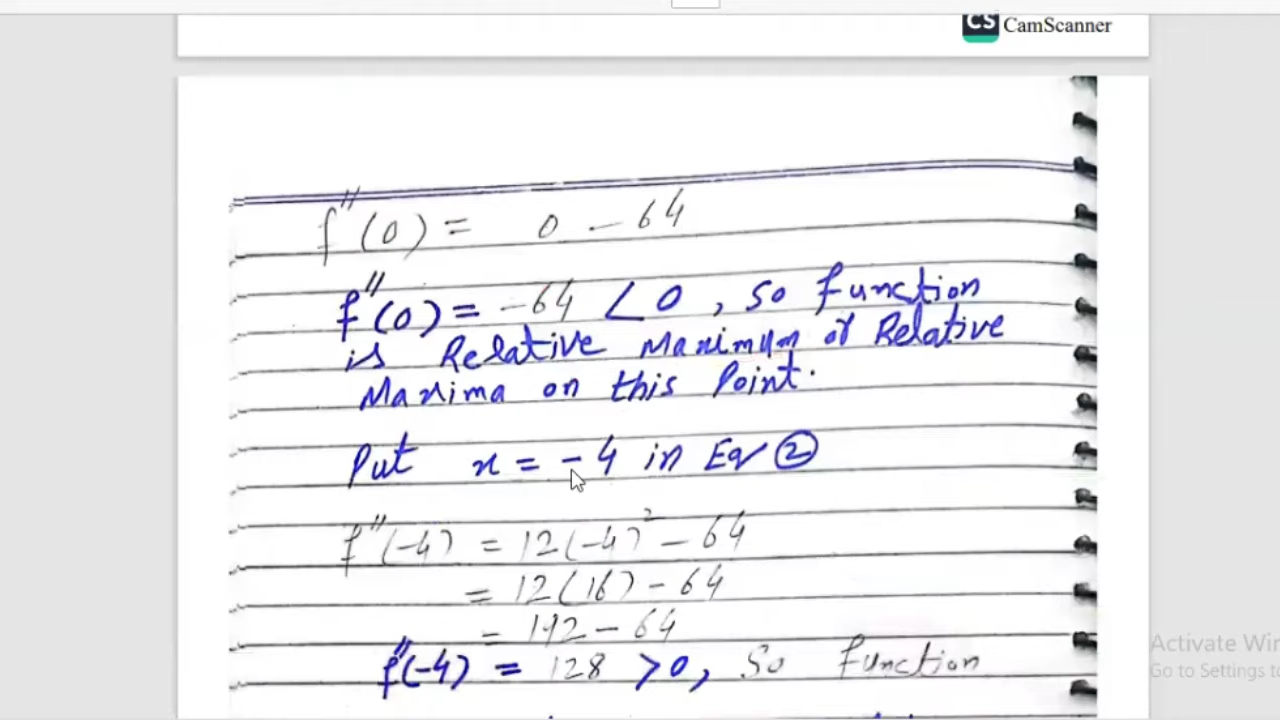 CS CamScanner
f''(0) = 0 - 64
f''(0) = -64 < 0, so function
is Relative Maximum or Relative
Maxima on this Point.
Put x = -4 in Eq ②
f''(-4) = 12(-4)² - 64
= 12(16) - 64
= 192 - 64
f''(-4) = 128 > 0, So function
Activate Win
Go to Settings to